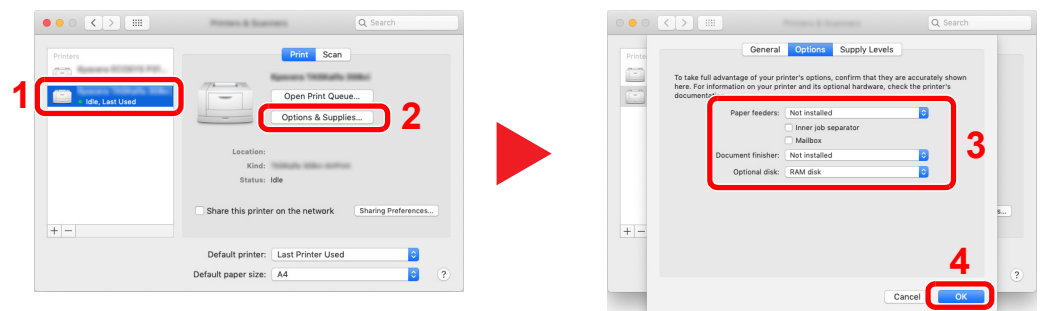 Search
Printers
Print
Scan
1
Idle, Last Used
Open Print Queue...
Options & Supplies...
2
Location:
Kind:
Status: Idle
Share this printer on the network
Sharing Preferences...
+ −
Default printer: Last Printer Used
Default paper size: A4
?
Search
General
Options
Supply Levels
To take full advantage of your printer's options, confirm that they are accurately shown
here. For information on your printer and its optional hardware, check the printer's
Paper feeders: Not installed
Inner job separator
Mailbox
3
Document finisher: Not installed
Optional disk: RAM disk
+ −
4
?
Cancel
OK